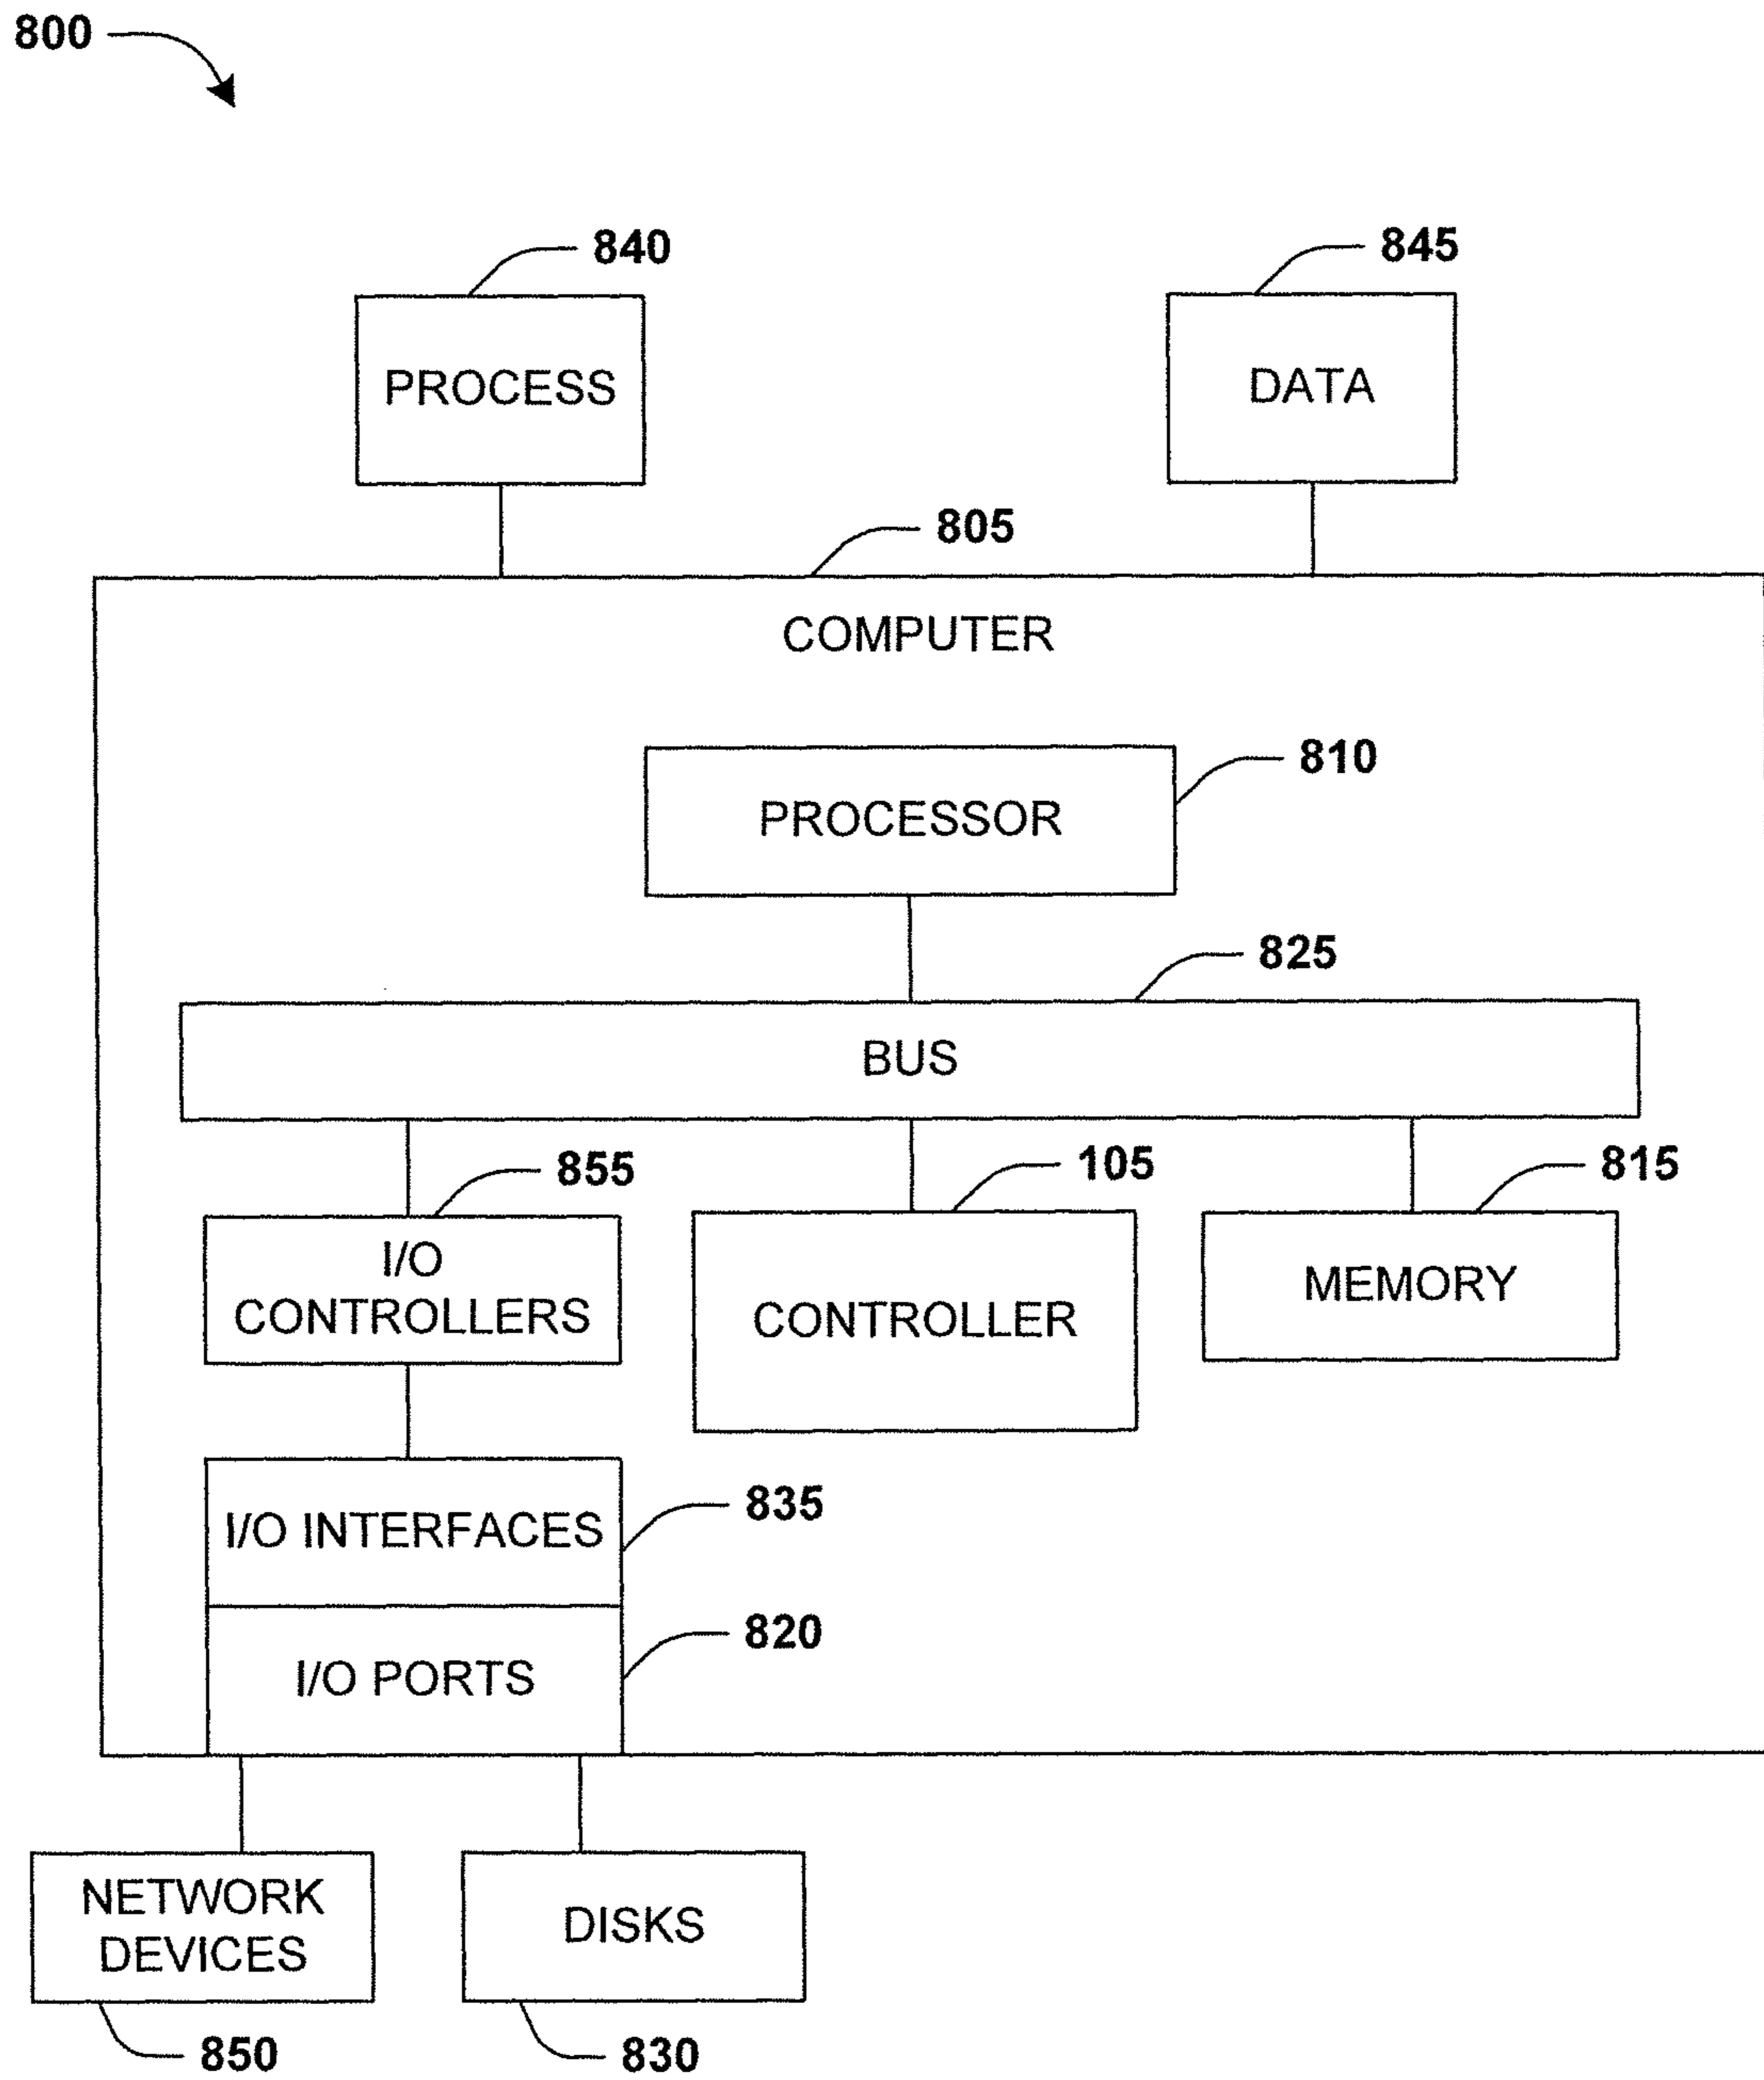 800
840
845
PROCESS
DATA
805
COMPUTER
810
PROCESSOR
825
BUS
855
105
815
I/O
CONTROLLERS
CONTROLLER
MEMORY
835
I/O INTERFACES
820
I/O PORTS
NETWORK
DEVICES
DISKS
850
830